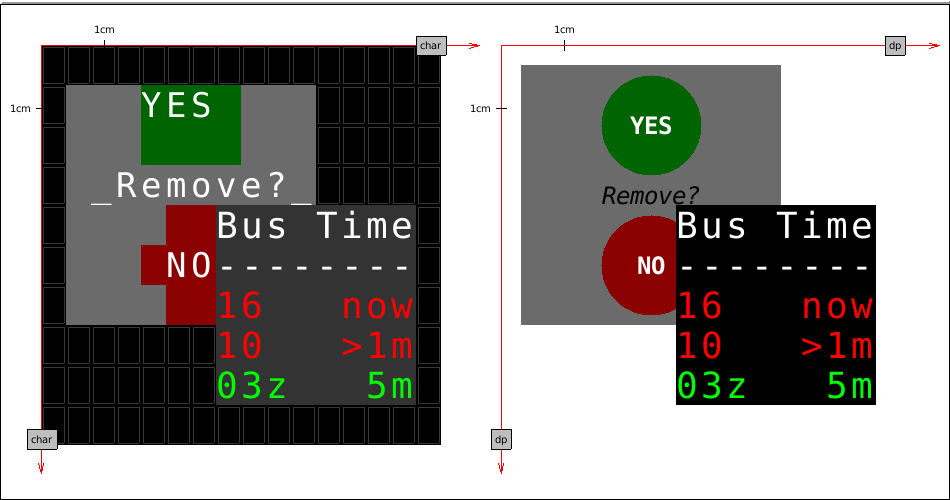 1cm
char
1cm
YES
_Remove?_
NO
Bus Time
--------
16 now
10 >1m
03z 5m
char
1cm
dp
1cm
YES
Remove?
NO
Bus Time
--------
16 now
10 >1m
03z 5m
dp